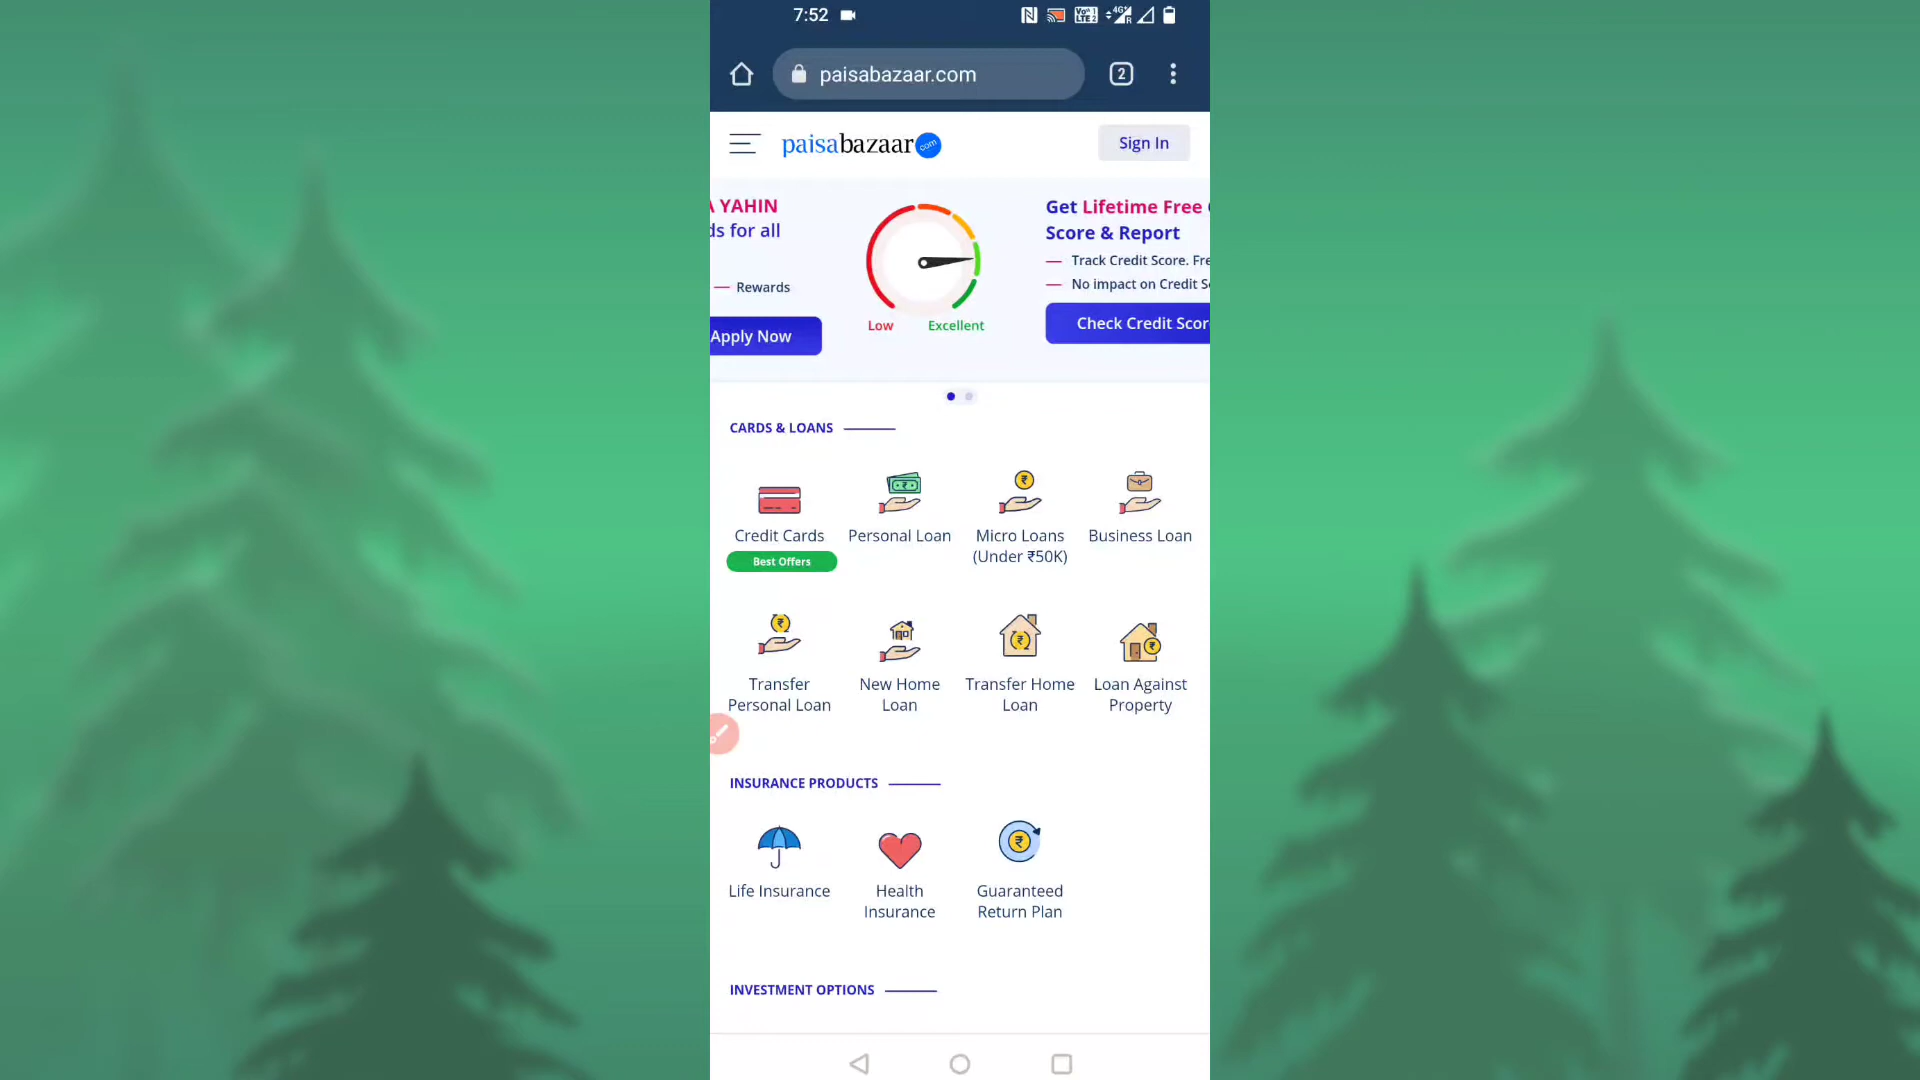 7:52
paisabazaar.com
2
paisabazaar.com
Sign In
YAHIN
ds for all
Rewards
Apply Now
Low
Excellent
Get Lifetime Free
Score & Report
Track Credit Score. Fre
No impact on Credit S
Check Credit Scor
CARDS & LOANS
Credit Cards
Best Offers
Personal Loan
Micro Loans
(Under ₹50K)
Business Loan
Transfer
Personal Loan
New Home
Loan
Transfer Home
Loan
Loan Against
Property
INSURANCE PRODUCTS
Life Insurance
Health
Insurance
Guaranteed
Return Plan
INVESTMENT OPTIONS